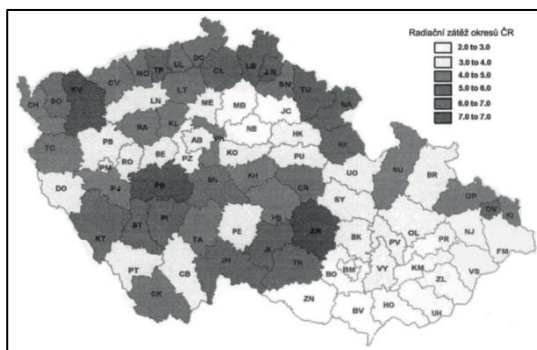 Radiační zátěž okresů ČR
2.0 to 3.0
3.0 to 4.0
4.0 to 5.0
5.0 to 6.0
6.0 to 7.0
7.0 to 7.0
DC
UL
LB
TP
CL
JN
MO
CV
LT
SM
TU
SO
KV
CH
LN
ME
MB
JC
NA
RA
KL
NB
HK
RK
PS
AB
TC
RO
BE
PZ
KO
PU
PM
UO
SU
BR
DO
PJ
PB
BN
KH
CR
OP
OV
KI
SY
KT
ST
PI
TA
PE
HB
ZR
OL
NJ
FM
BK
PV
PR
JI
PT
CB
JH
TR
BO
BM
VY
KM
VS
ZL
CK
ZN
BV
HO
UH